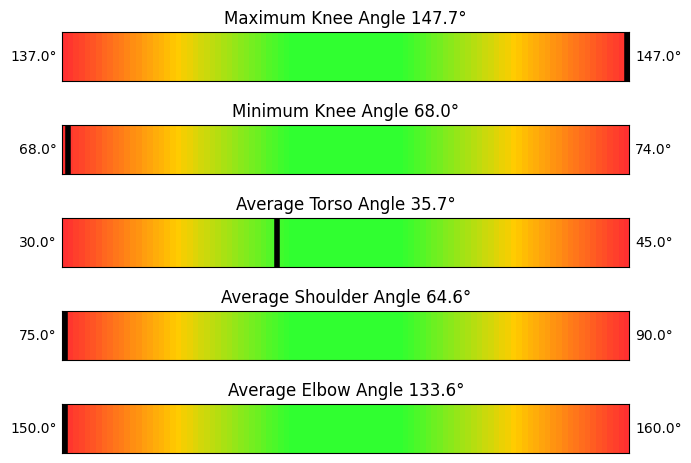 Maximum Knee Angle 147.7°
137.0° 147.0°
Minimum Knee Angle 68.0°
68.0° 74.0°
Average Torso Angle 35.7°
30.0° 45.0°
Average Shoulder Angle 64.6°
75.0° 90.0°
Average Elbow Angle 133.6°
150.0° 160.0°